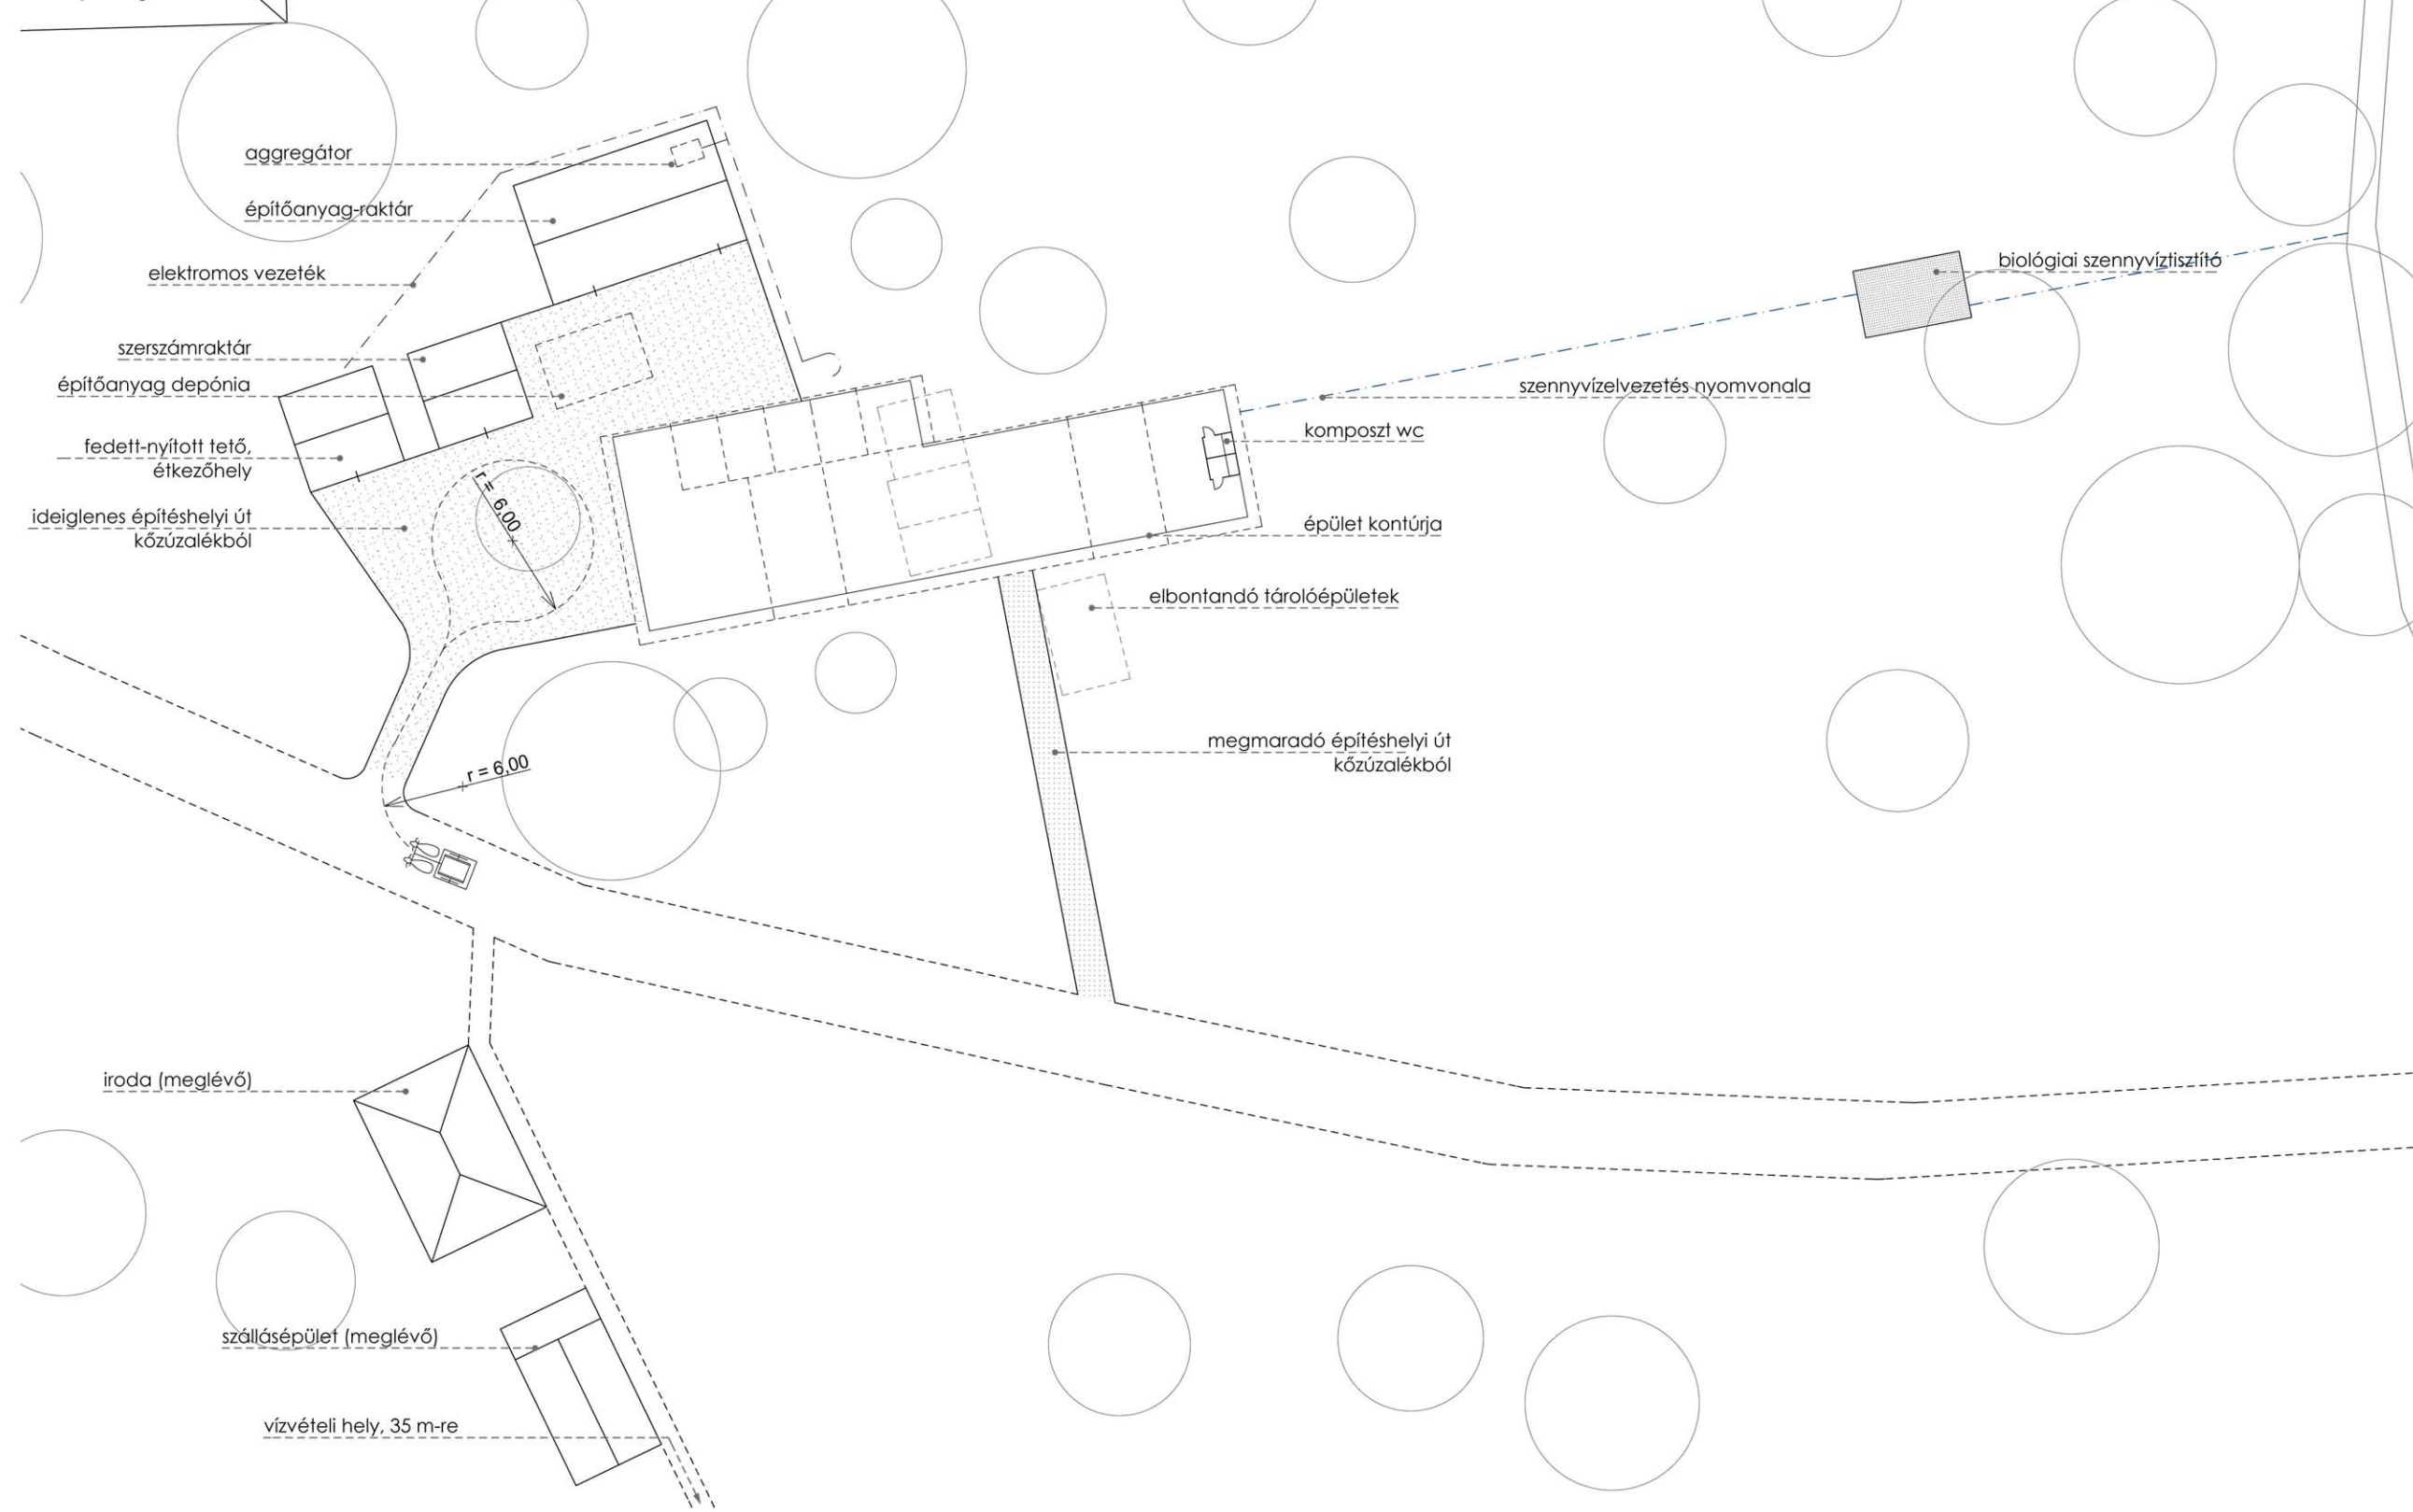 aggregátor
építőanyag-raktár
elektromos vezeték
szerszámraktár
építőanyag depónia
fedett-nyított tető,
étkezőhely
ideiglenes építéshelyi út
kőzúzalékból
r = 6,00
r = 6,00
biológiai szennyvíztisztító
szennyvízelvezetés nyomvonala
komposzt wc
épület kontúrja
elbontandó tárolóépületek
megmaradó építéshelyi út
kőzúzalékból
iroda (meglévő)
szállásépület (meglévő)
vízvételi hely, 35 m-re